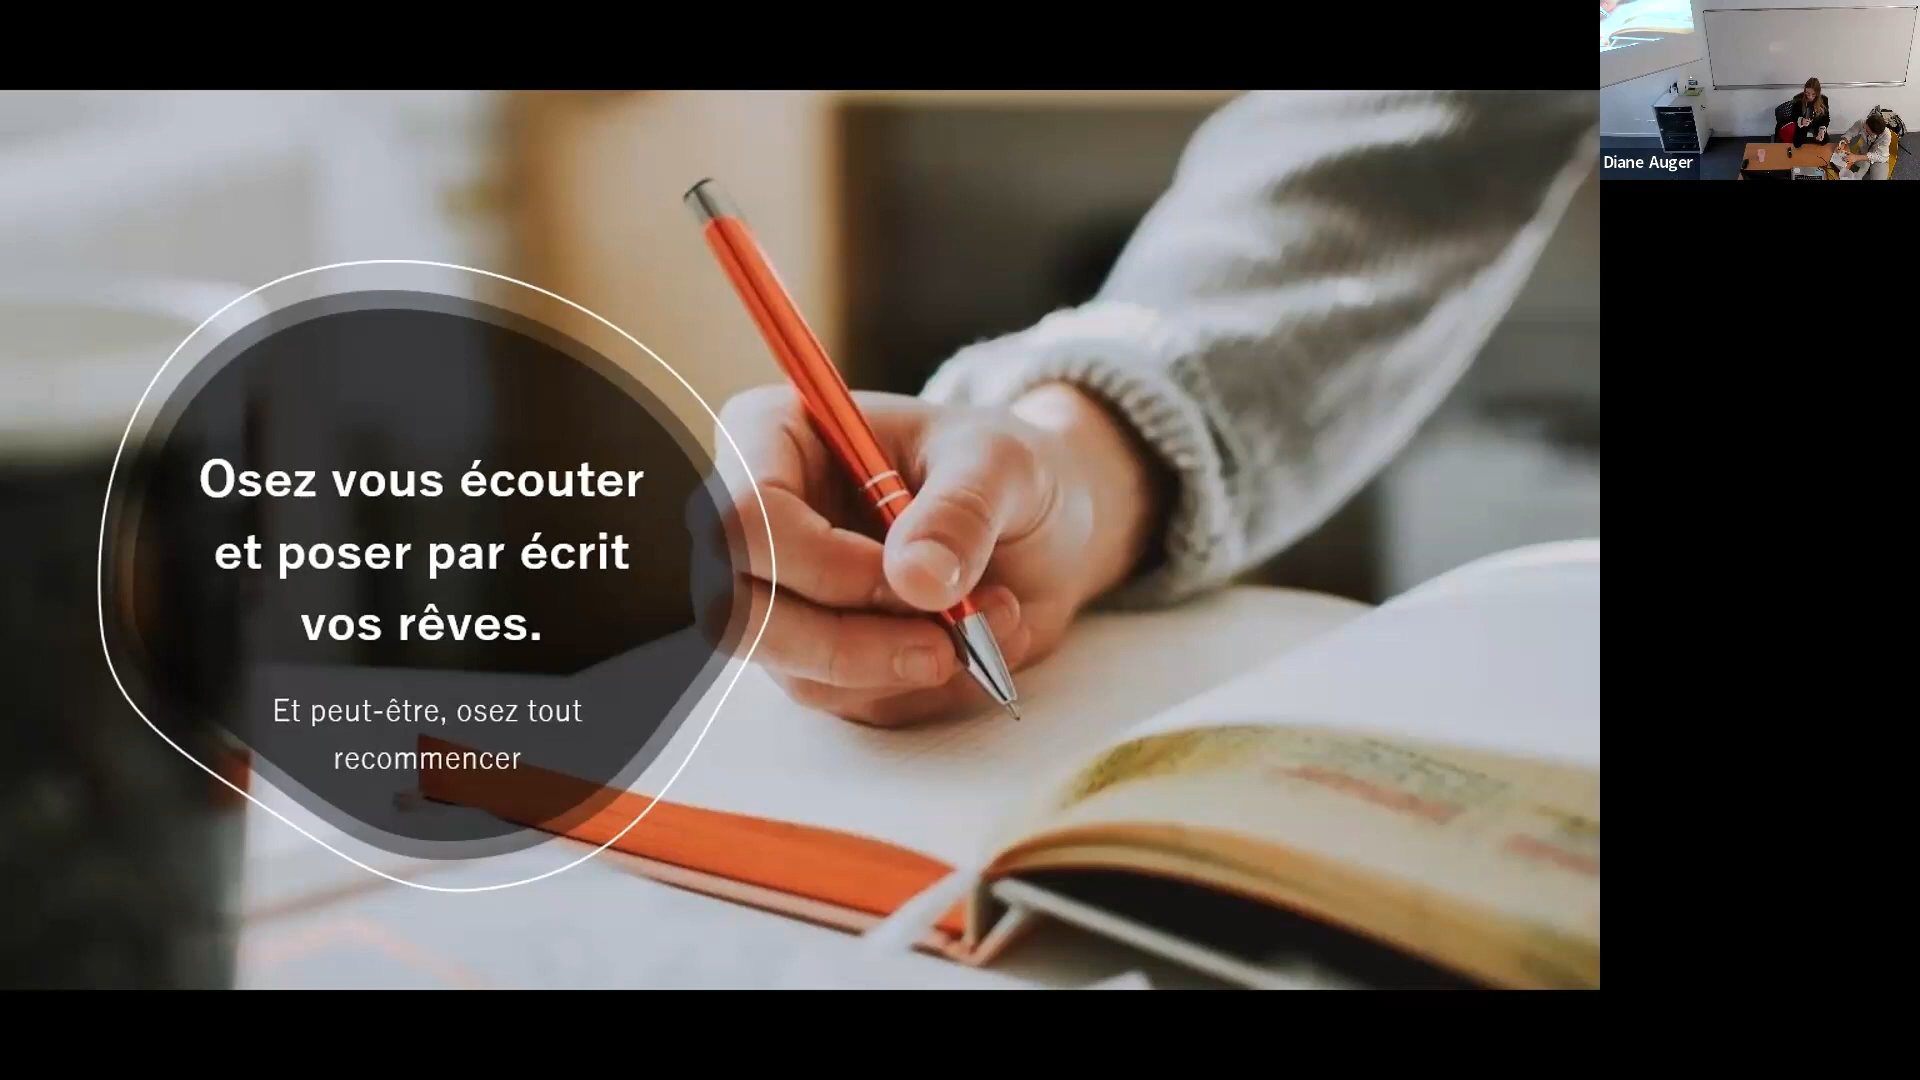 Osez vous écouter
et poser par écrit
vos rêves.
Et peut-être, osez tout
recommencer
Diane Auger